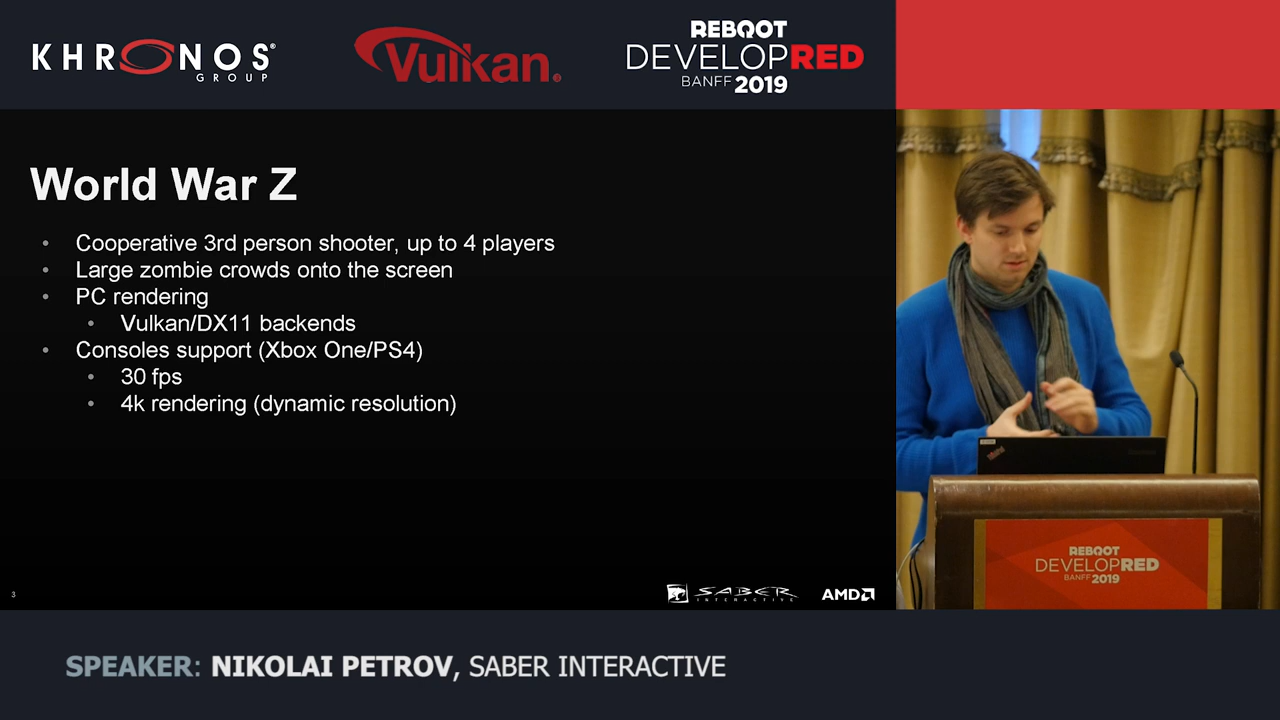 KHRONOS®
GROUP
Vulkan®
REBOOT
DEVELOPRED
BANFF 2019
World War Z
• Cooperative 3rd person shooter, up to 4 players
• Large zombie crowds onto the screen
• PC rendering
• Vulkan/DX11 backends
• Consoles support (Xbox One/PS4)
• 30 fps
• 4k rendering (dynamic resolution)
3
SABER
INTERACTIVE
AMD
REBOOT
DEVELOPRED
BANFF 2019
SPEAKER: NIKOLAI PETROV, SABER INTERACTIVE